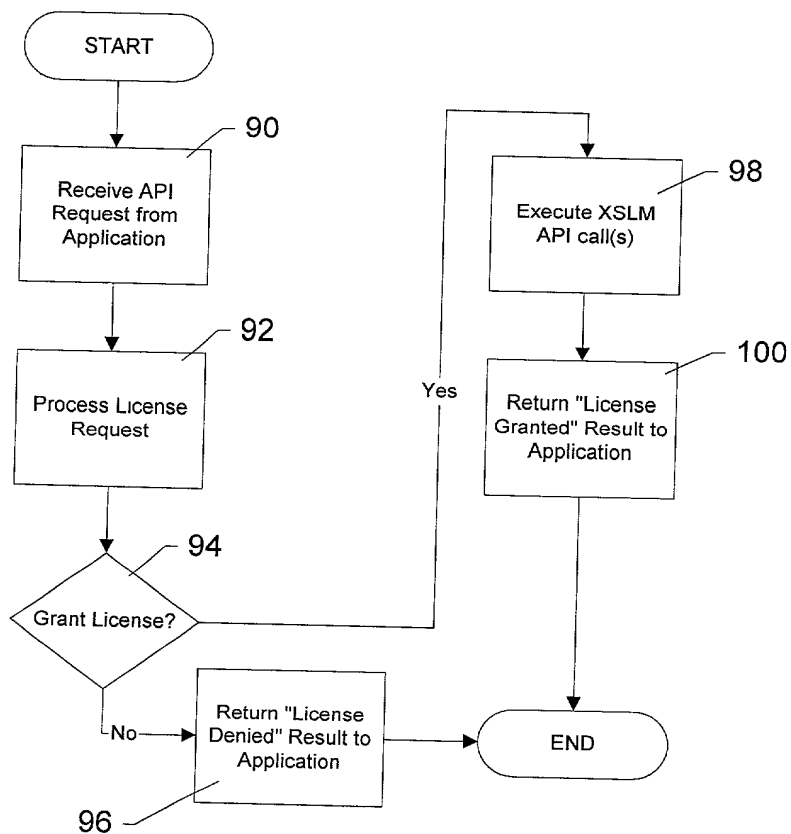 START
90
Receive API
Request from
Application
92
Process License
Request
94
Grant License?
Yes
No
Return "License
Denied" Result to
Application
96
98
Execute XSLM
API call(s)
100
Return "License
Granted" Result to
Application
END